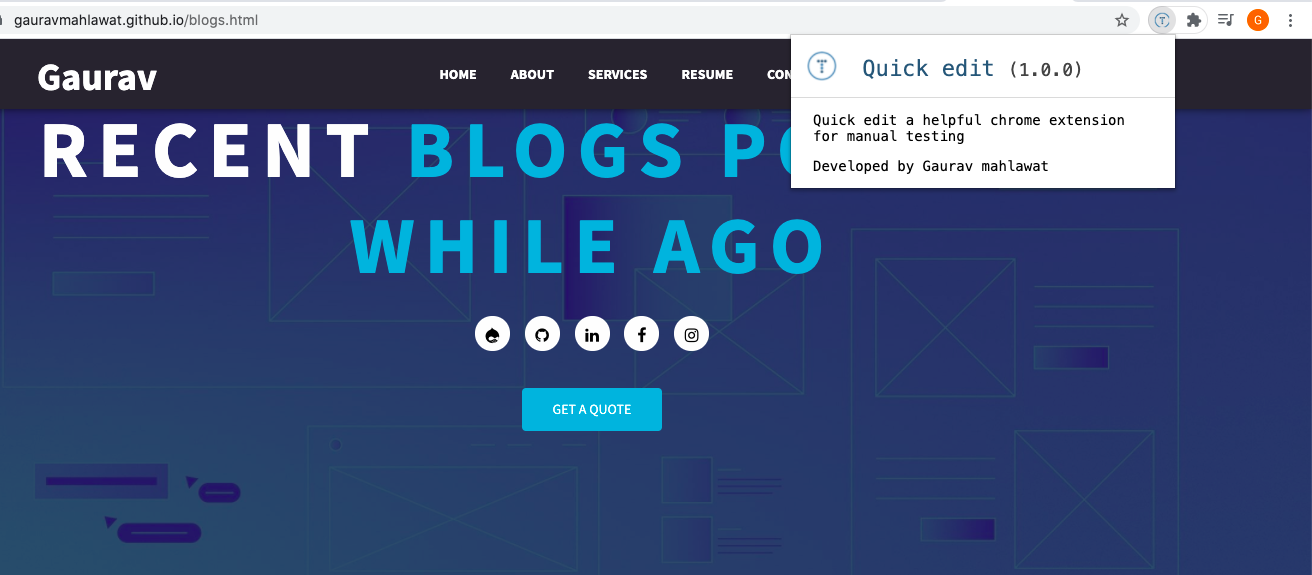 gauravmahlawat.github.io/blogs.html
G
Quick edit (1.0.0)
Quick edit a helpful chrome extension
for manual testing
Developed by Gaurav mahlawat
Gaurav
HOME ABOUT SERVICES RESUME CON
RECENT BLOGS PO
WHILE AGO
GET A QUOTE